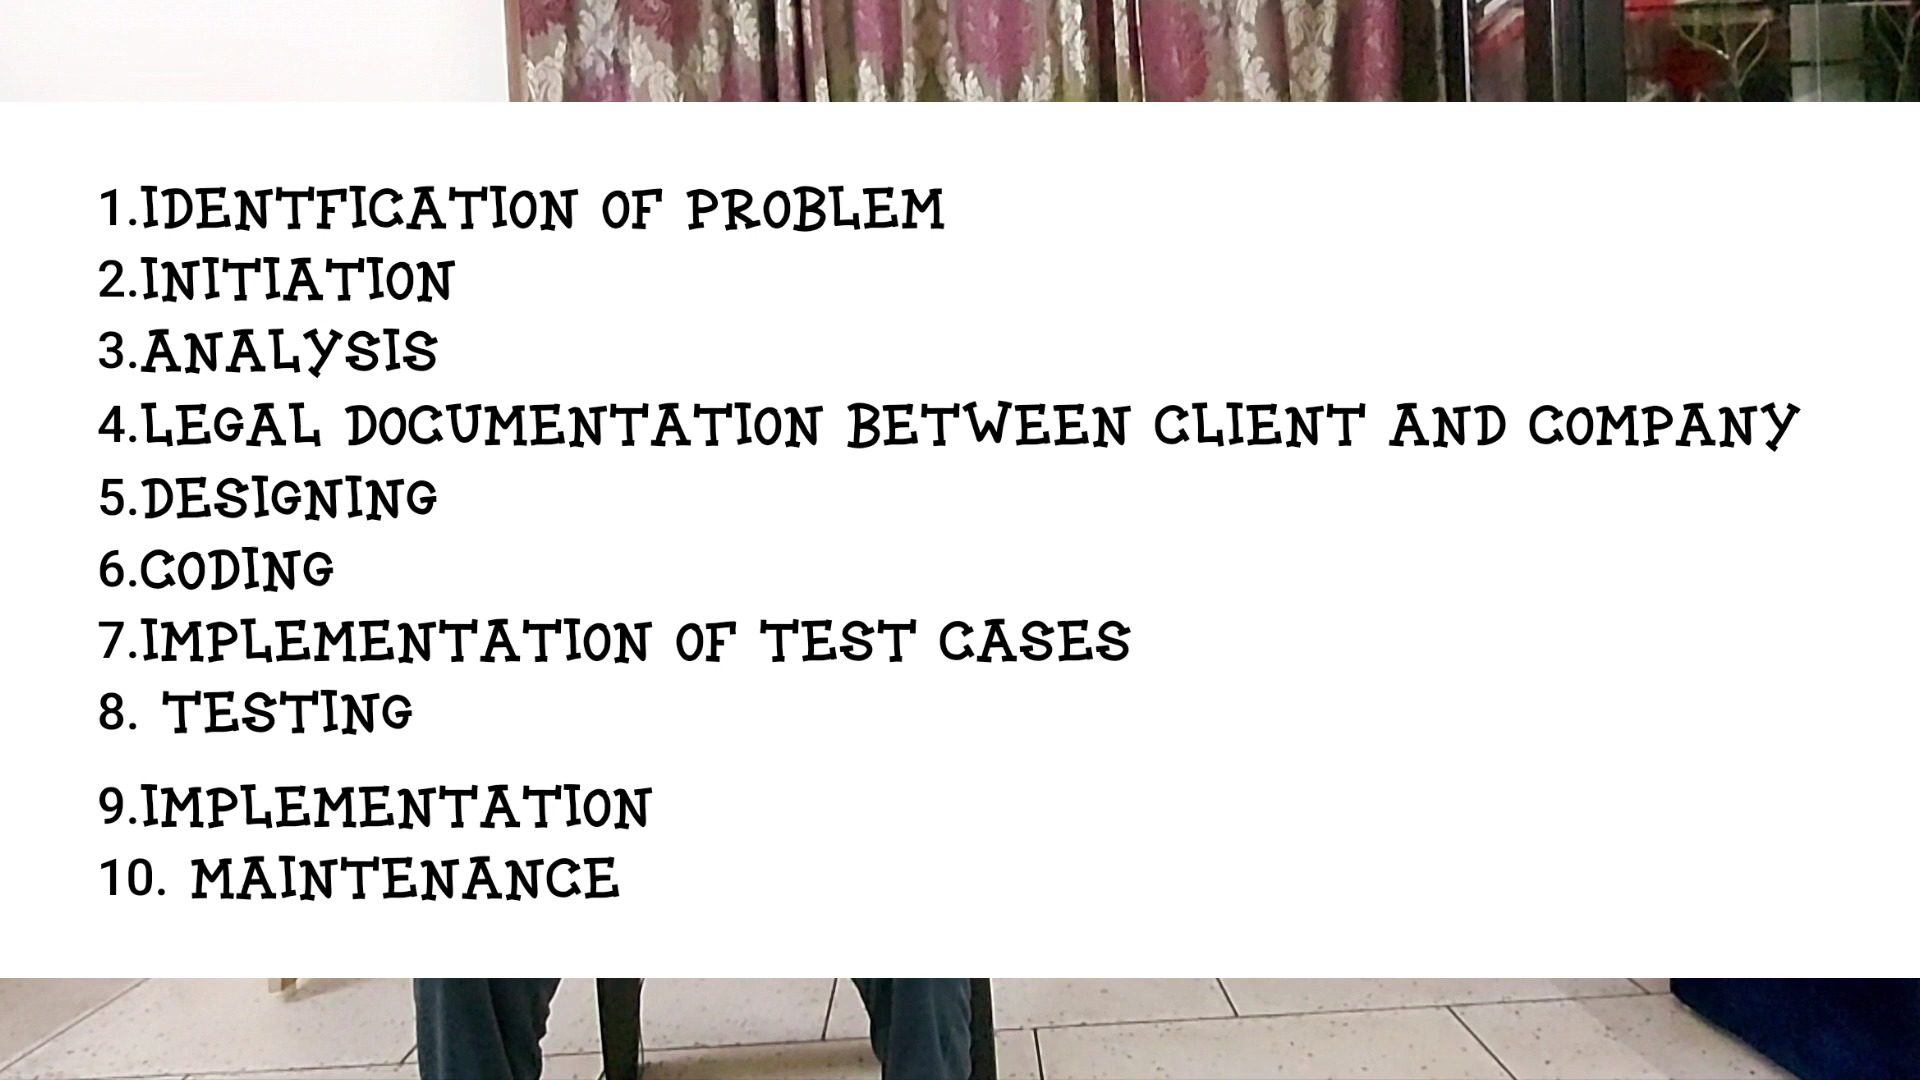 1.IDENTFICATION OF PROBLEM
2.INITIATION
3.ANALYSIS
4.LEGAL DOCUMENTATION BETWEEN CLIENT AND COMPANY
5.DESIGNING
6.CODING
7.IMPLEMENTATION OF TEST CASES
8. TESTING
9.IMPLEMENTATION
10. MAINTENANCE